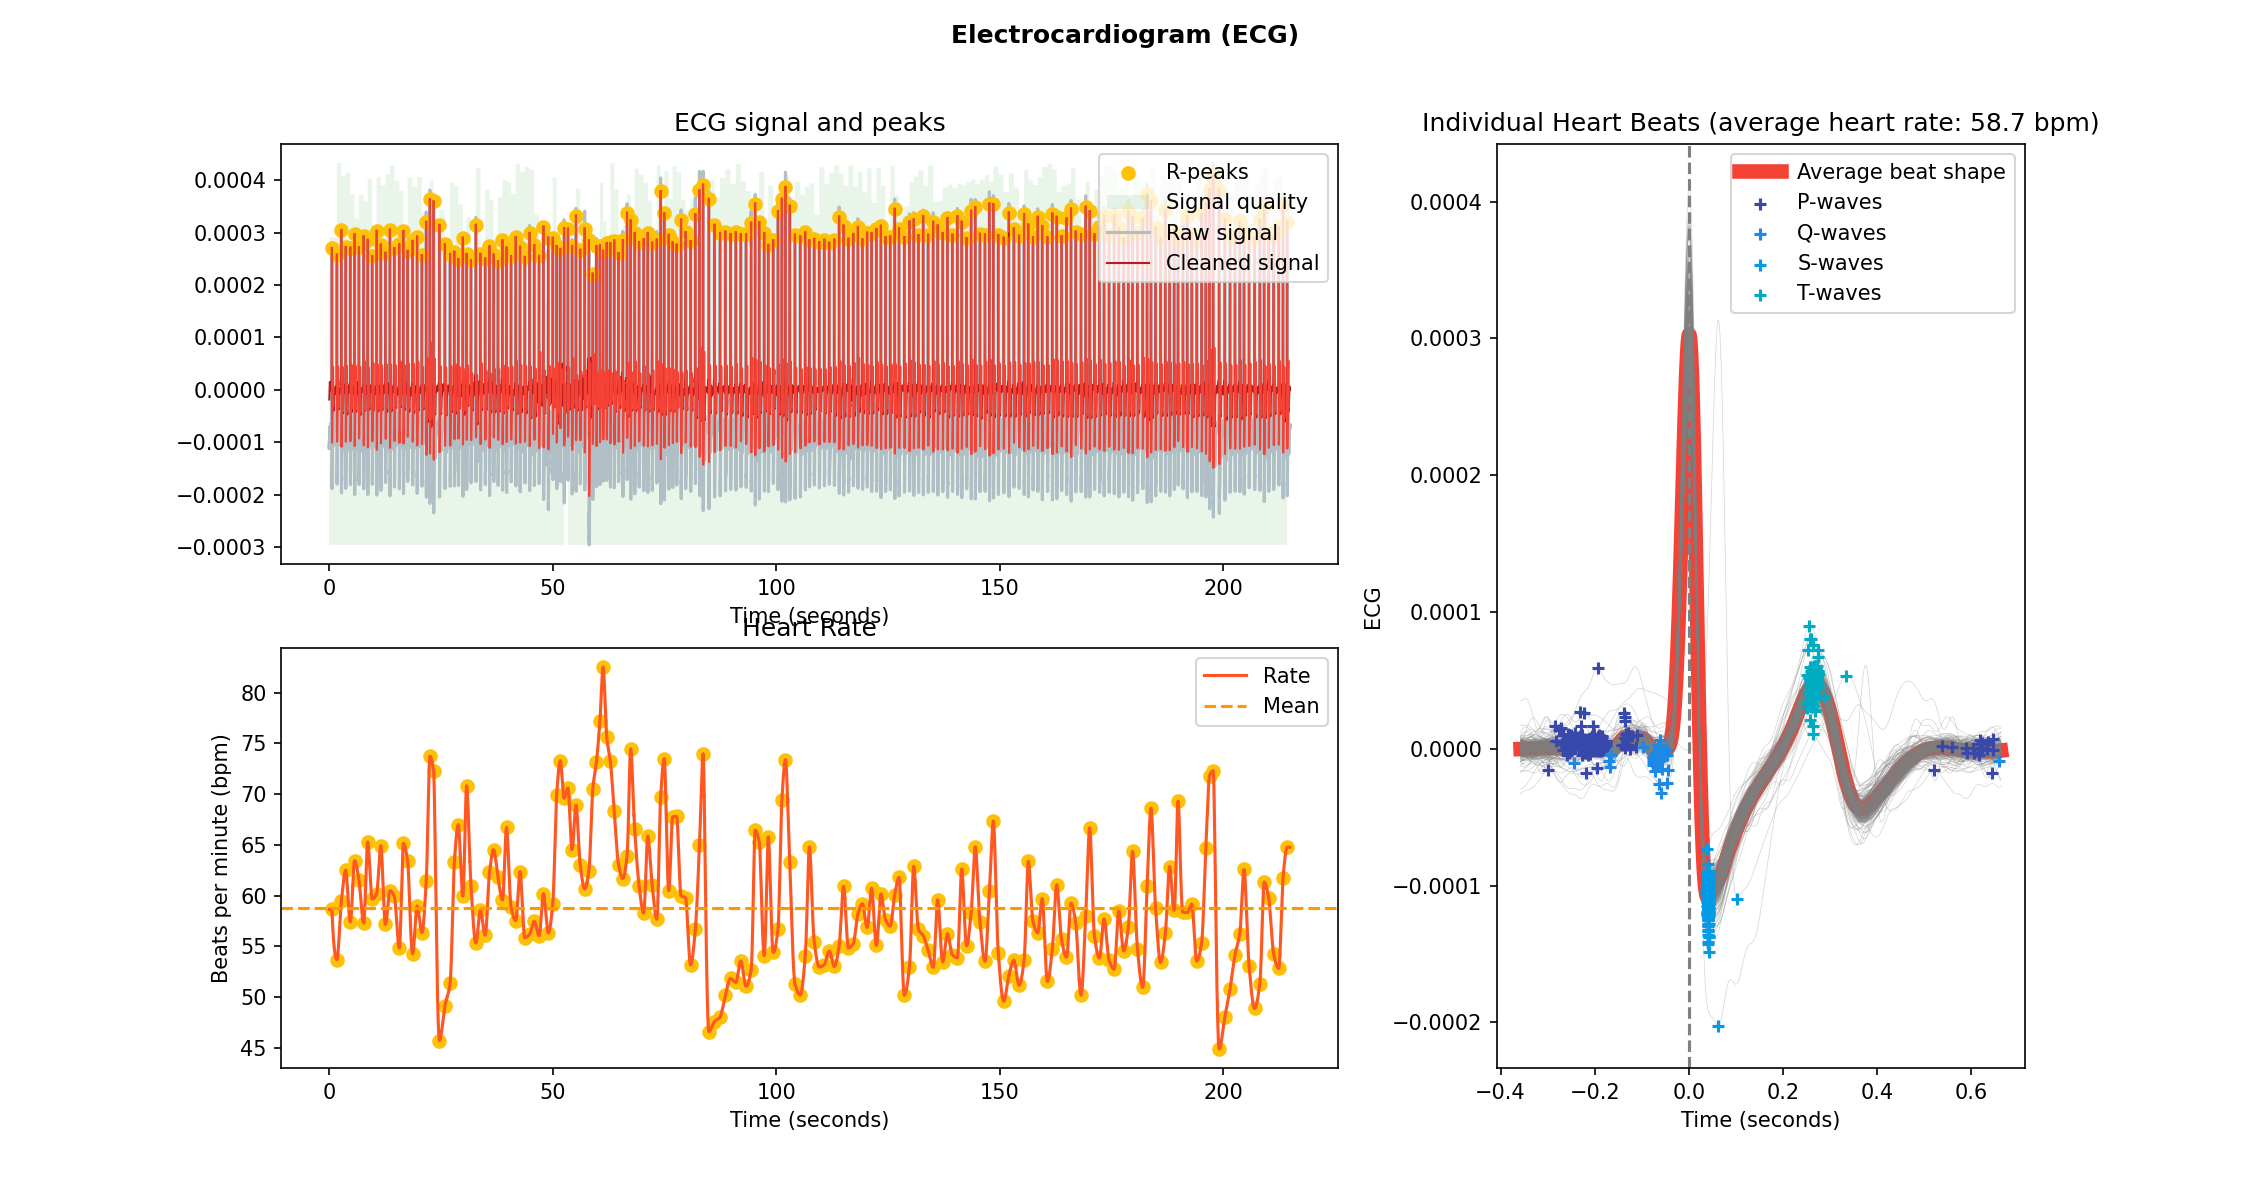 Electrocardiogram (ECG)
ECG signal and peaks
0.0004
0.0003
0.0002
0.0001
0.0000
−0.0001
−0.0002
−0.0003
R-peaks
Signal quality
Raw signal
Cleaned signal
0 50 100 150 200
Time (seconds)
Heart Rate
Beats per minute (bpm)
80
75
70
65
60
55
50
45
Rate
Mean
0 50 100 150 200
Time (seconds)
Individual Heart Beats (average heart rate: 58.7 bpm)
ECG
0.0004
0.0003
0.0002
0.0001
0.0000
−0.0001
−0.0002
Average beat shape
P-waves
Q-waves
S-waves
T-waves
−0.4 −0.2 0.0 0.2 0.4 0.6
Time (seconds)